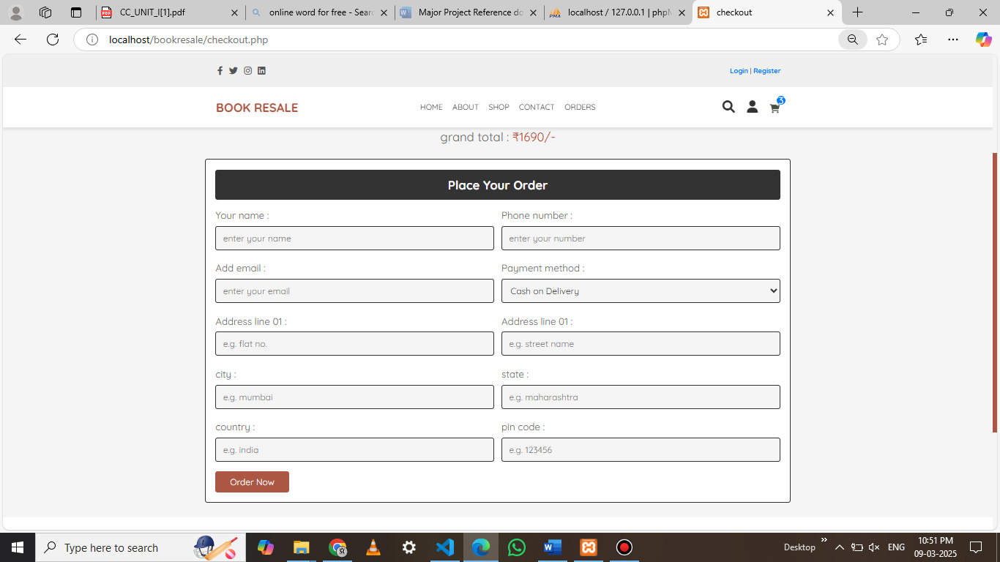 CC_UNIT_I[1].pdf
online word for free - Sear
Major Project Reference do
localhost / 127.0.0.1 | phpM
checkout
localhost/bookresale/checkout.php
Login | Register
BOOK RESALE
HOME ABOUT SHOP CONTACT ORDERS
3
grand total : ₹1690/-
Place Your Order
Your name :
Phone number :
enter your name
enter your number
Add email :
Payment method :
enter your email
Cash on Delivery
Address line 01 :
Address line 01 :
e.g. flat no.
e.g. street name
city :
state :
e.g. mumbai
e.g. maharashtra
country :
pin code :
e.g. india
e.g. 123456
Order Now
Type here to search
Desktop
ENG
10:51 PM
09-03-2025